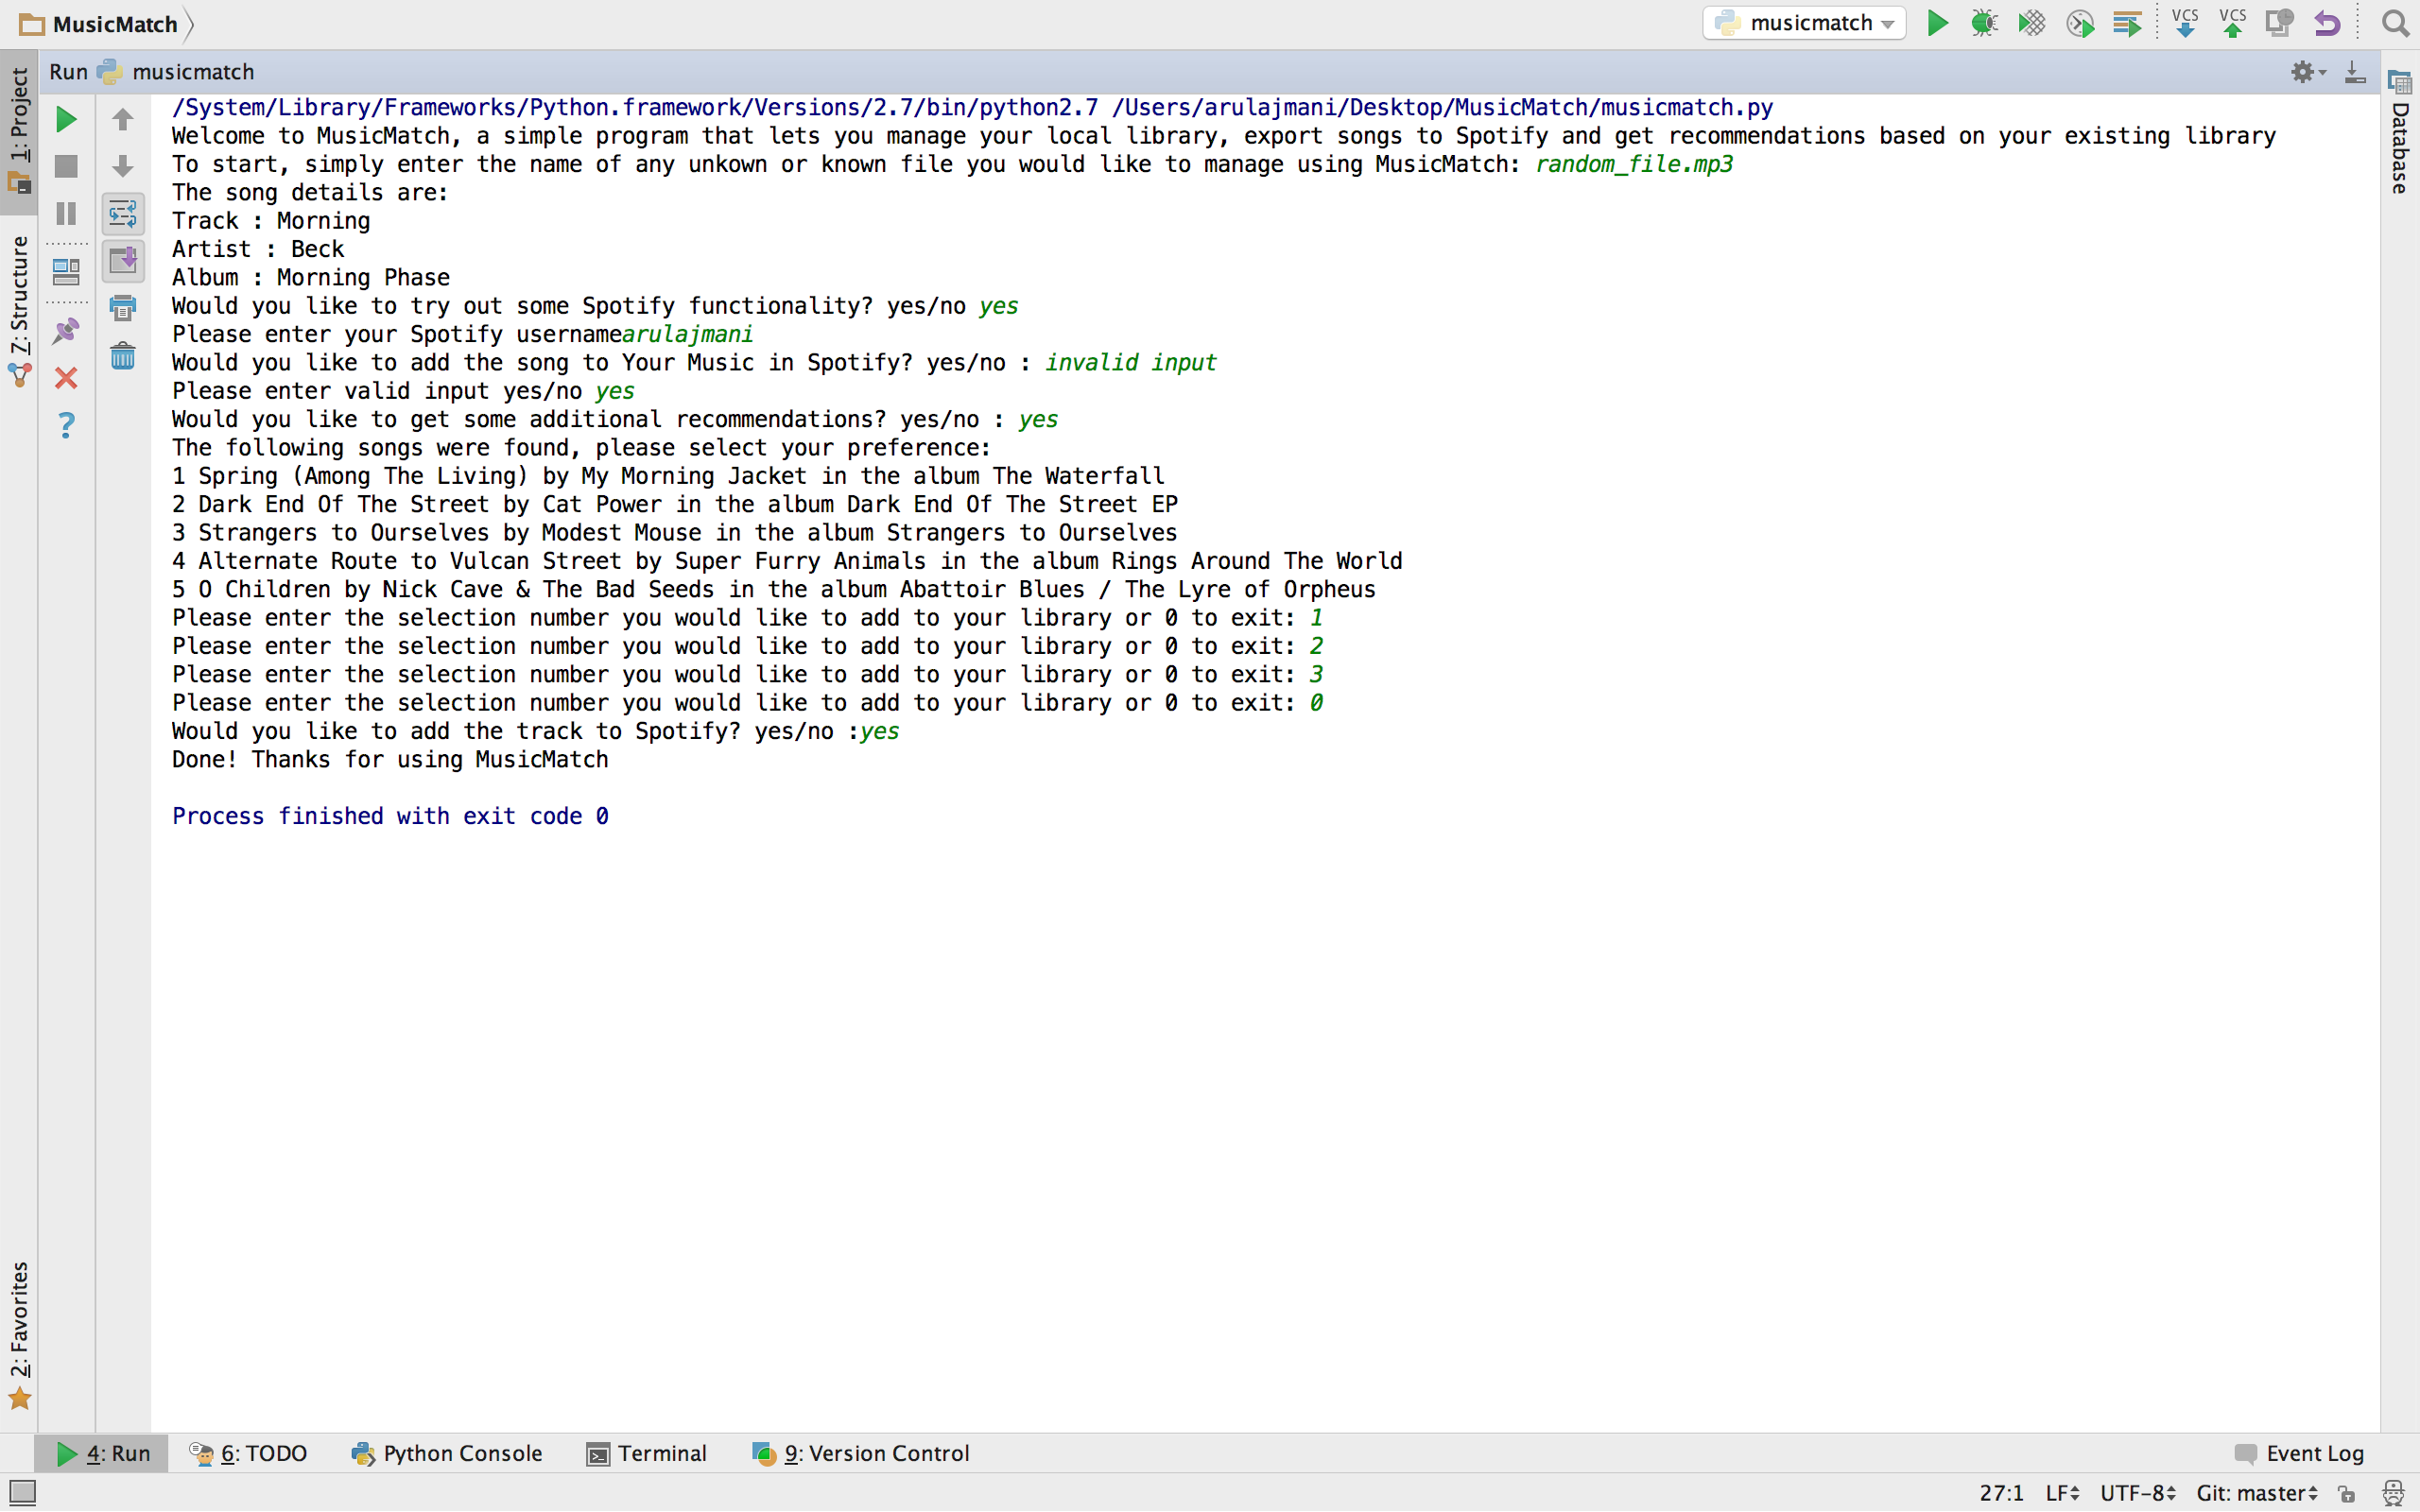 MusicMatch
musicmatch
VCS VCS
Run musicmatch
1: Project
7: Structure
2: Favorites
Database
/System/Library/Frameworks/Python.framework/Versions/2.7/bin/python2.7 /Users/arulajmani/Desktop/MusicMatch/musicmatch.py
Welcome to MusicMatch, a simple program that lets you manage your local library, export songs to Spotify and get recommendations based on your existing library
To start, simply enter the name of any unkown or known file you would like to manage using MusicMatch: random_file.mp3
The song details are:
Track : Morning
Artist : Beck
Album : Morning Phase
Would you like to try out some Spotify functionality? yes/no yes
Please enter your Spotify usernamearulajmani
Would you like to add the song to Your Music in Spotify? yes/no : invalid input
Please enter valid input yes/no yes
Would you like to get some additional recommendations? yes/no : yes
The following songs were found, please select your preference:
1 Spring (Among The Living) by My Morning Jacket in the album The Waterfall
2 Dark End Of The Street by Cat Power in the album Dark End Of The Street EP
3 Strangers to Ourselves by Modest Mouse in the album Strangers to Ourselves
4 Alternate Route to Vulcan Street by Super Furry Animals in the album Rings Around The World
5 O Children by Nick Cave & The Bad Seeds in the album Abattoir Blues / The Lyre of Orpheus
Please enter the selection number you would like to add to your library or 0 to exit: 1
Please enter the selection number you would like to add to your library or 0 to exit: 2
Please enter the selection number you would like to add to your library or 0 to exit: 3
Please enter the selection number you would like to add to your library or 0 to exit: 0
Would you like to add the track to Spotify? yes/no :yes
Done! Thanks for using MusicMatch
Process finished with exit code 0
4: Run 6: TODO Python Console Terminal 9: Version Control Event Log
27:1 LF UTF-8 Git: master